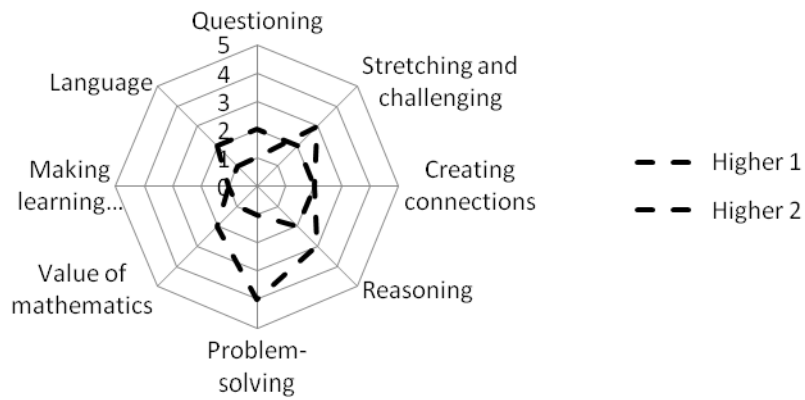 Questioning
5
4
3
2
1
0
Stretching and
challenging
Creating
connections
Reasoning
Problem-
solving
Value of
mathematics
Making
learning...
Language
Higher 1
Higher 2